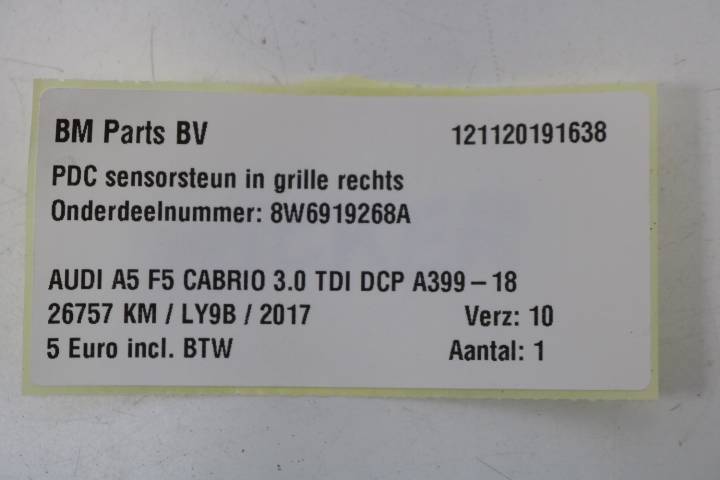 BM Parts BV 121120191638
PDC sensorsteun in grille rechts
Onderdeelnummer: 8W6919268A
AUDI A5 F5 CABRIO 3.0 TDI DCP A399 – 18
26757 KM / LY9B / 2017 Verz: 10
5 Euro incl. BTW Aantal: 1